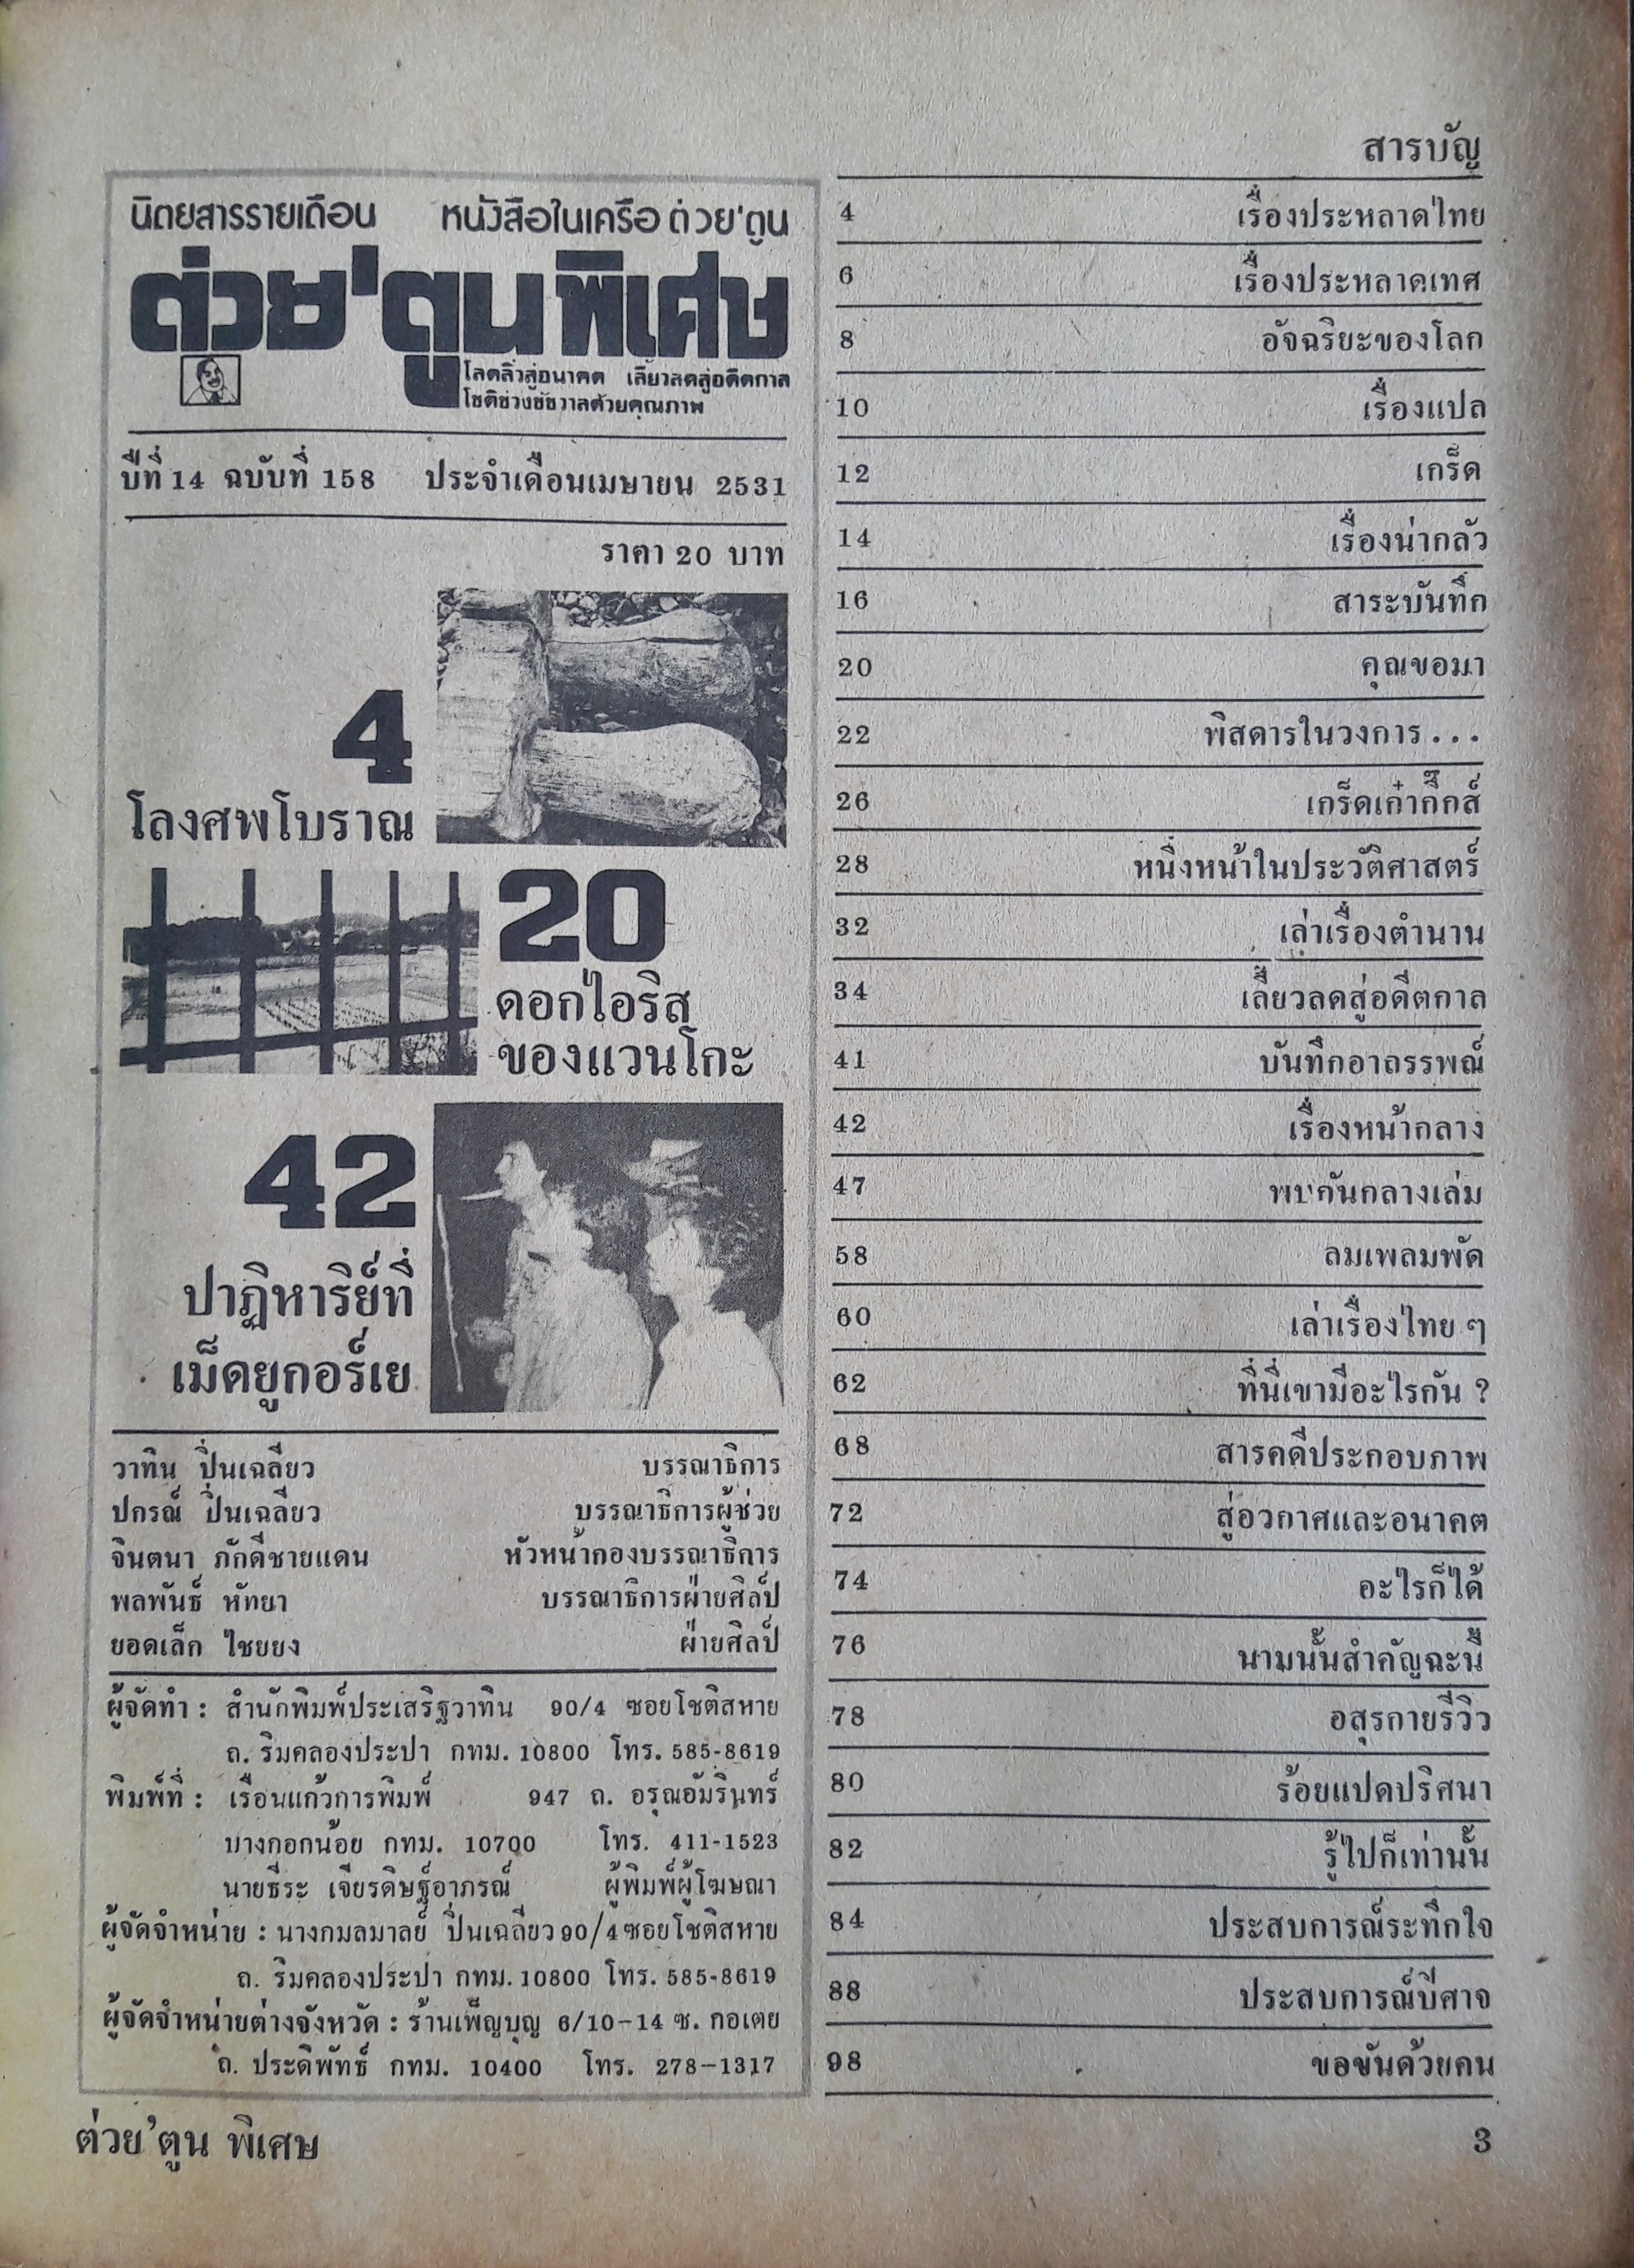 นิตยสารรายเดือน หนังสือในเครือ ต่วย'ตูน
ต่วย'ตูน พิเศษ
โลดลิ่วสู่อนาคต เลี้ยวลดสู่อดีตกาล
โชติช่วงชัชวาลด้วยคุณภาพ
ปีที่ 14 ฉบับที่ 158 ประจำเดือนเมษายน 2531
ราคา 20 บาท
4
โลงศพโบราณ
20
ดอกไอริส
ของแวนโกะ
42
ปาฏิหาริย์ที่
เม็ดยูกอร์เย
วาทิน ปิ่นเฉลียว บรรณาธิการ
ปกรณ์ ปิ่นเฉลียว บรรณาธิการผู้ช่วย
จินตนา ภักดีชายแดน หัวหน้ากองบรรณาธิการ
พลพันธ์ หัทยา บรรณาธิการฝ่ายศิลป์
ยอดเล็ก ไชยยง ฝ่ายศิลป์
ผู้จัดทำ : สำนักพิมพ์ประเสริฐวาทิน 90/4 ซอยโชติสหาย
ถ. ริมคลองประปา กทม. 10800 โทร. 585-8619
พิมพ์ที่ : เรือนแก้วการพิมพ์ 947 ถ. อรุณอัมรินทร์
บางกอกน้อย กทม. 10700 โทร. 411-1523
นายธีระ เจียรดิษฐ์อาภรณ์ ผู้พิมพ์ผู้โฆษณา
ผู้จัดจำหน่าย : นางกมลมาลย์ ปิ่นเฉลียว 90/4 ซอยโชติสหาย
ถ. ริมคลองประปา กทม. 10800 โทร. 585-8619
ผู้จัดจำหน่ายต่างจังหวัด : ร้านเพ็ญบุญ 6/10-14 ซ. กอเตย
ถ. ประดิพัทธ์ กทม. 10400 โทร. 278-1317
สารบัญ
4 เรื่องประหลาดไทย
6 เรื่องประหลาดเทศ
8 อัจฉริยะของโลก
10 เรื่องแปล
12 เกร็ด
14 เรื่องน่ากลัว
16 สาระบันทึก
20 คุณขอมา
22 พิสดารในวงการ...
26 เกร็ดเก๋ากึ๊กส์
28 หนึ่งหน้าในประวัติศาสตร์
32 เล่าเรื่องตำนาน
34 เลี้ยวลดสู่อดีตกาล
41 บันทึกอาถรรพณ์
42 เรื่องหน้ากลาง
47 พบกันกลางเล่ม
58 ลมเพลมพัด
60 เล่าเรื่องไทย ๆ
62 ที่นี่เขามีอะไรกัน ?
68 สารคดีประกอบภาพ
72 สู่อวกาศและอนาคต
74 อะไรก็ได้
76 นามนั้นสำคัญฉะนี้
78 อสุรกายรีวิว
80 ร้อยแปดปริศนา
82 รู้ไปก็เท่านั้น
84 ประสบการณ์ระทึกใจ
88 ประสบการณ์ปีศาจ
98 ขอขันด้วยคน
ต่วย'ตูน พิเศษ 3